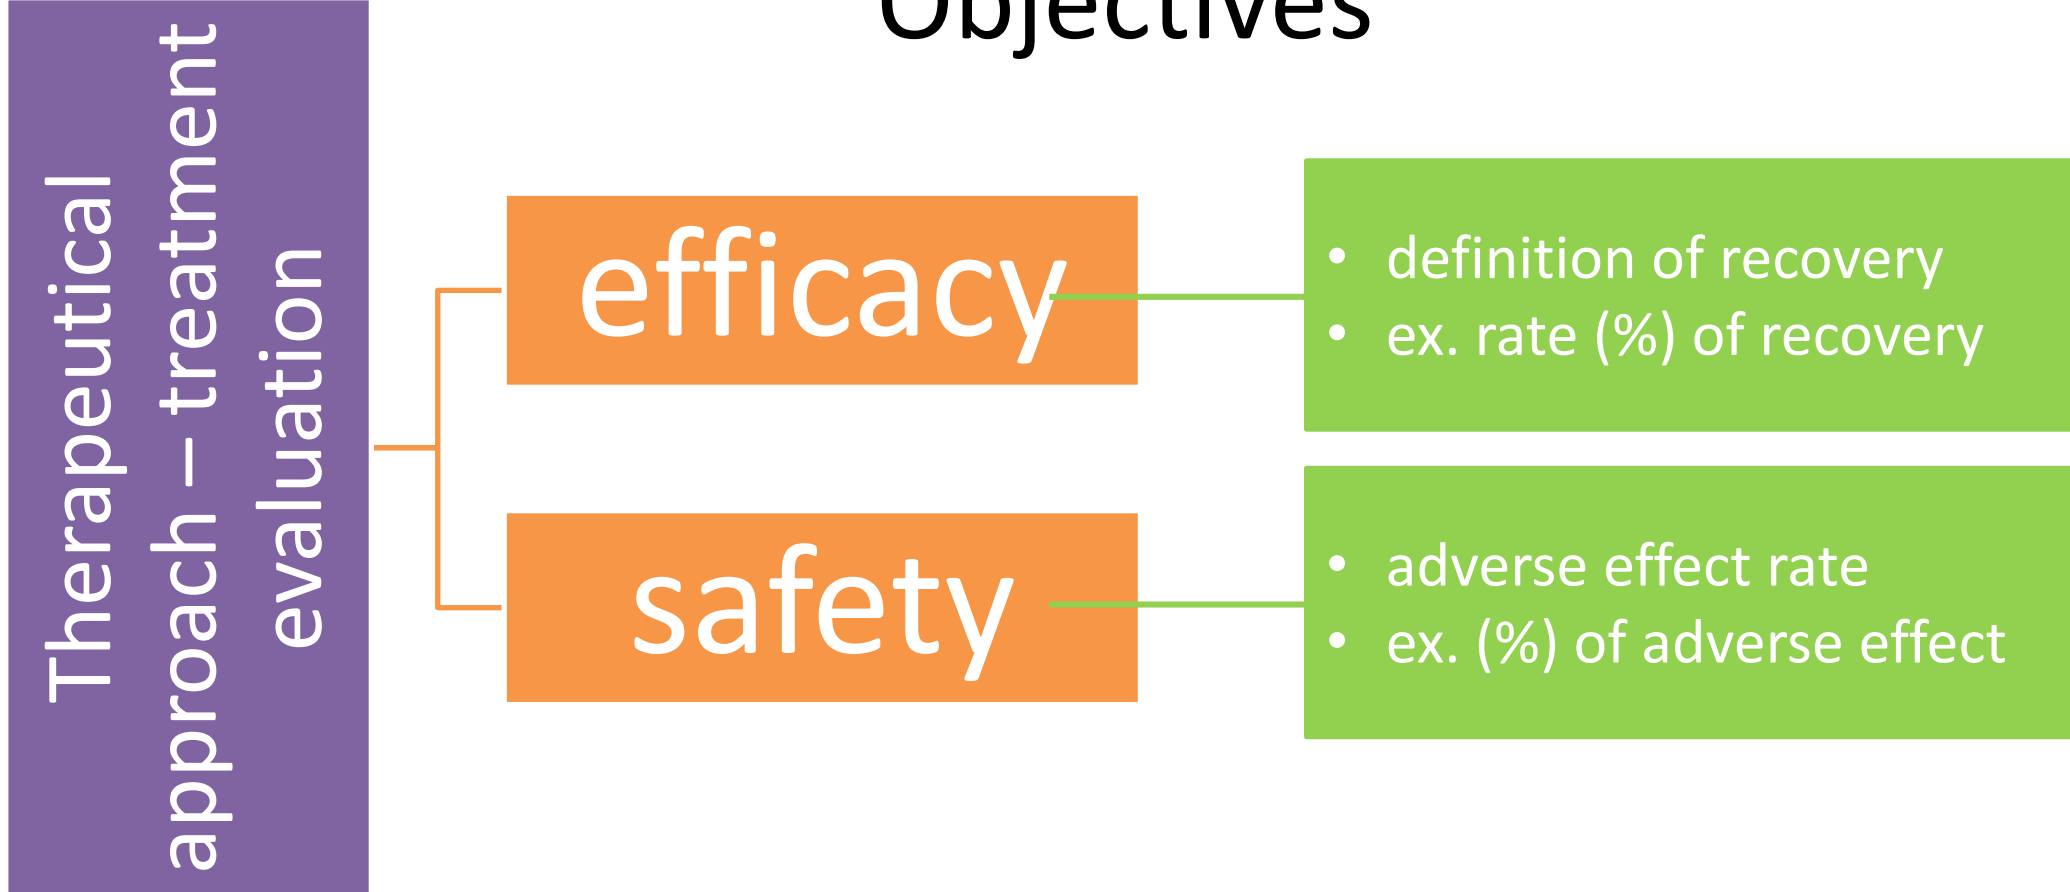 Objectives
Therapeutical
approach – treatment
evaluation
efficacy
• definition of recovery
• ex. rate (%) of recovery
safety
• adverse effect rate
• ex. (%) of adverse effect